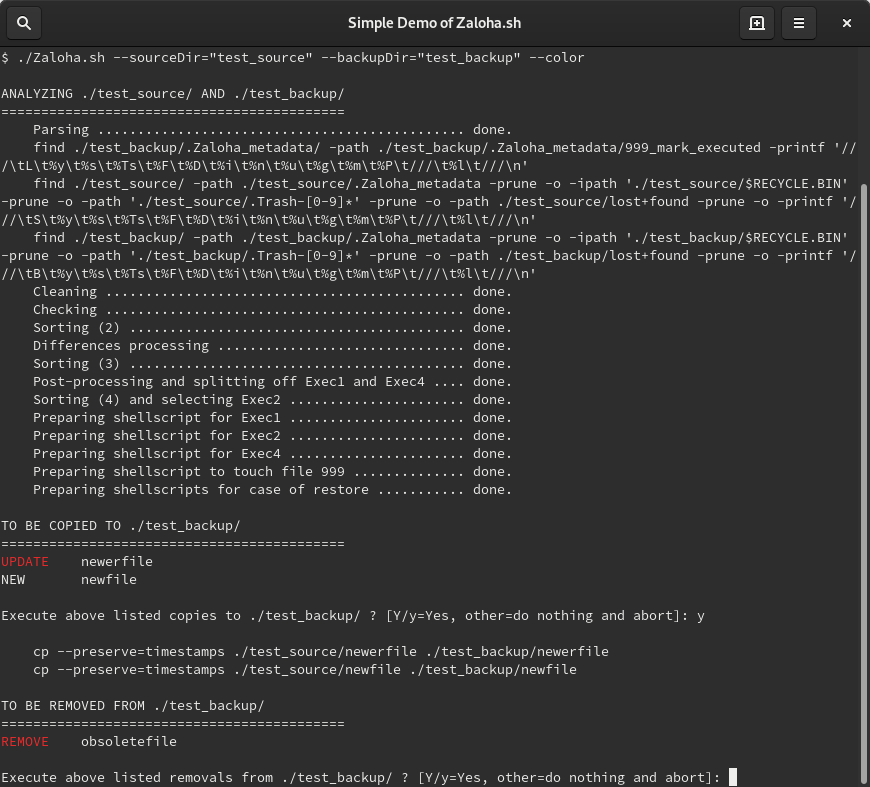 Simple Demo of Zaloha.sh
$ ./Zaloha.sh --sourceDir="test_source" --backupDir="test_backup" --color
ANALYZING ./test_source/ AND ./test_backup/
===========================================
    Parsing .............................................. done.
    find ./test_backup/.Zaloha_metadata/ -path ./test_backup/.Zaloha_metadata/999_mark_executed -printf '//
/\tL\t%y\t%s\t%Ts\t%F\t%D\t%i\t%n\t%u\t%g\t%m\t%P\t///\t%l\t///\n'
    find ./test_source/ -path ./test_source/.Zaloha_metadata -prune -o -ipath './test_source/$RECYCLE.BIN' 
-prune -o -path './test_source/.Trash-[0-9]*' -prune -o -path ./test_source/lost+found -prune -o -printf '/
//\tS\t%y\t%s\t%Ts\t%F\t%D\t%i\t%n\t%u\t%g\t%m\t%P\t///\t%l\t///\n'
    find ./test_backup/ -path ./test_backup/.Zaloha_metadata -prune -o -ipath './test_backup/$RECYCLE.BIN' 
-prune -o -path './test_backup/.Trash-[0-9]*' -prune -o -path ./test_backup/lost+found -prune -o -printf '/
//\tB\t%y\t%s\t%Ts\t%F\t%D\t%i\t%n\t%u\t%g\t%m\t%P\t///\t%l\t///\n'
    Cleaning ............................................. done.
    Checking ............................................. done.
    Sorting (2) .......................................... done.
    Differences processing ............................... done.
    Sorting (3) .......................................... done.
    Post-processing and splitting off Exec1 and Exec4 .... done.
    Sorting (4) and selecting Exec2 ...................... done.
    Preparing shellscript for Exec1 ...................... done.
    Preparing shellscript for Exec2 ...................... done.
    Preparing shellscript for Exec4 ...................... done.
    Preparing shellscript to touch file 999 .............. done.
    Preparing shellscripts for case of restore ........... done.
TO BE COPIED TO ./test_backup/
===========================================
UPDATE    newerfile
NEW       newfile
Execute above listed copies to ./test_backup/ ? [Y/y=Yes, other=do nothing and abort]: y
    cp --preserve=timestamps ./test_source/newerfile ./test_backup/newerfile
    cp --preserve=timestamps ./test_source/newfile ./test_backup/newfile
TO BE REMOVED FROM ./test_backup/
===========================================
REMOVE    obsoletefile
Execute above listed removals from ./test_backup/ ? [Y/y=Yes, other=do nothing and abort]: